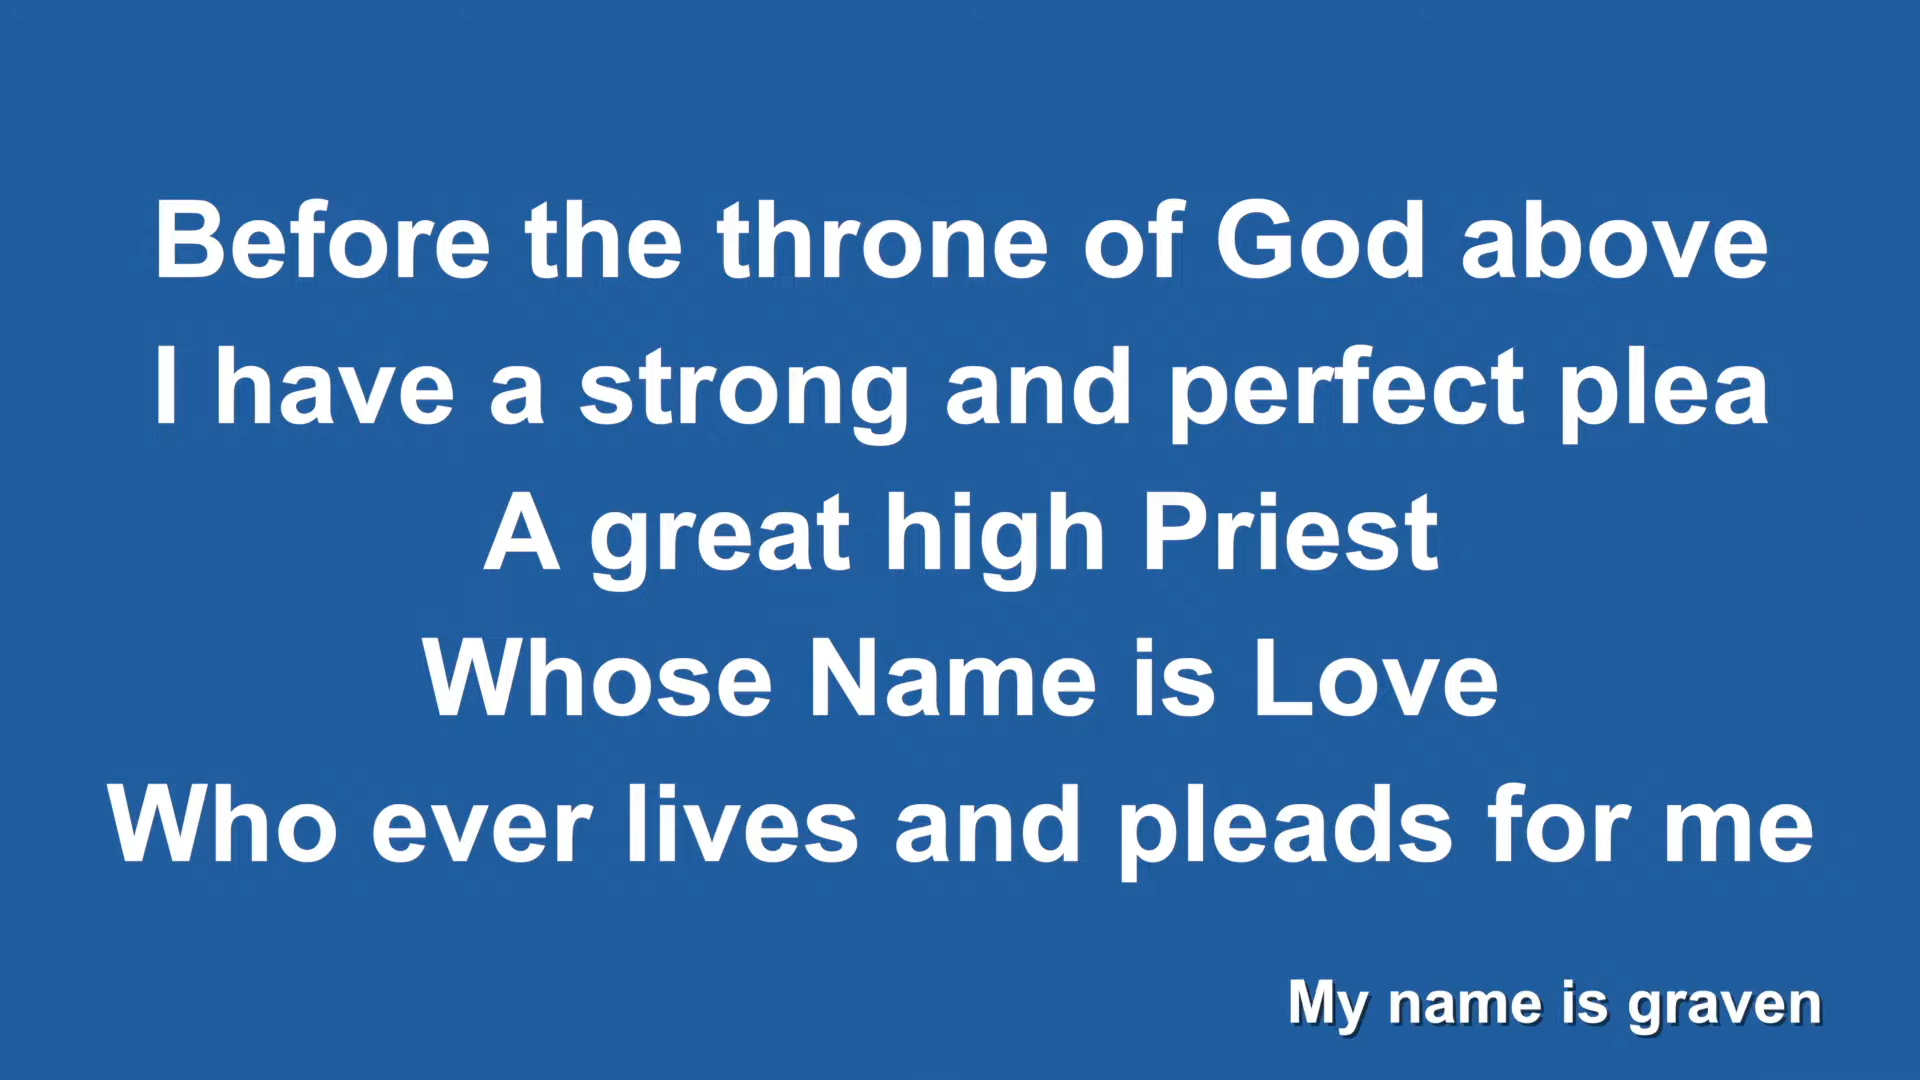 Before the throne of God above
I have a strong and perfect plea
A great high Priest
Whose Name is Love
Who ever lives and pleads for me
My name is graven